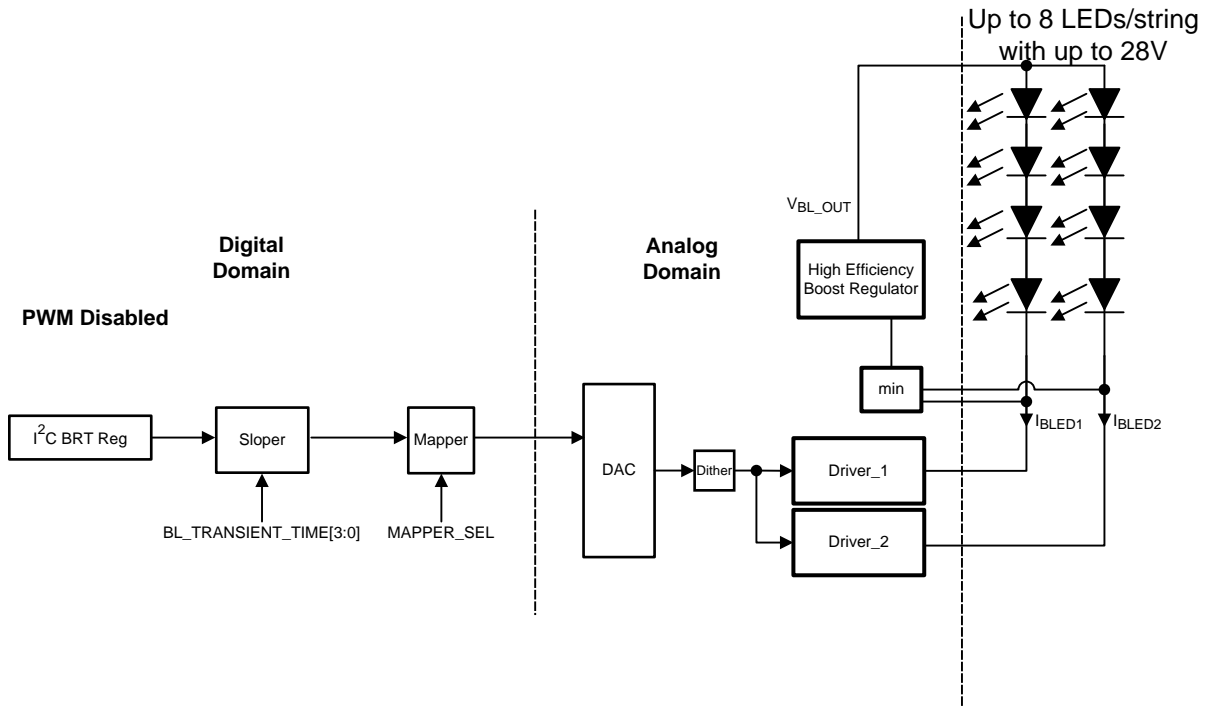 Up to 8 LEDs/string
with up to 28V
VBL_OUT
Digital
Domain
Analog
Domain
High Efficiency
Boost Regulator
PWM Disabled
min
I2C BRT Reg
Sloper
Mapper
DAC
Dither
Driver_1
IBLED1
IBLED2
BL_TRANSIENT_TIME[3:0]
MAPPER_SEL
Driver_2